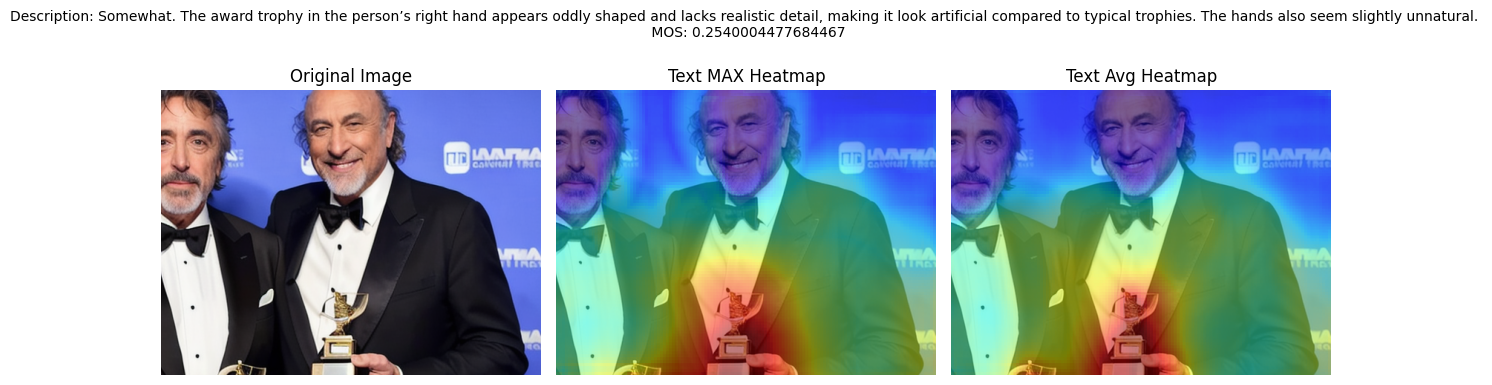 Description: Somewhat. The award trophy in the person’s right hand appears oddly shaped and lacks realistic detail, making it look artificial compared to typical trophies. The hands also seem slightly unnatural.
MOS: 0.2540004477684467
Original Image
Text MAX Heatmap
Text Avg Heatmap